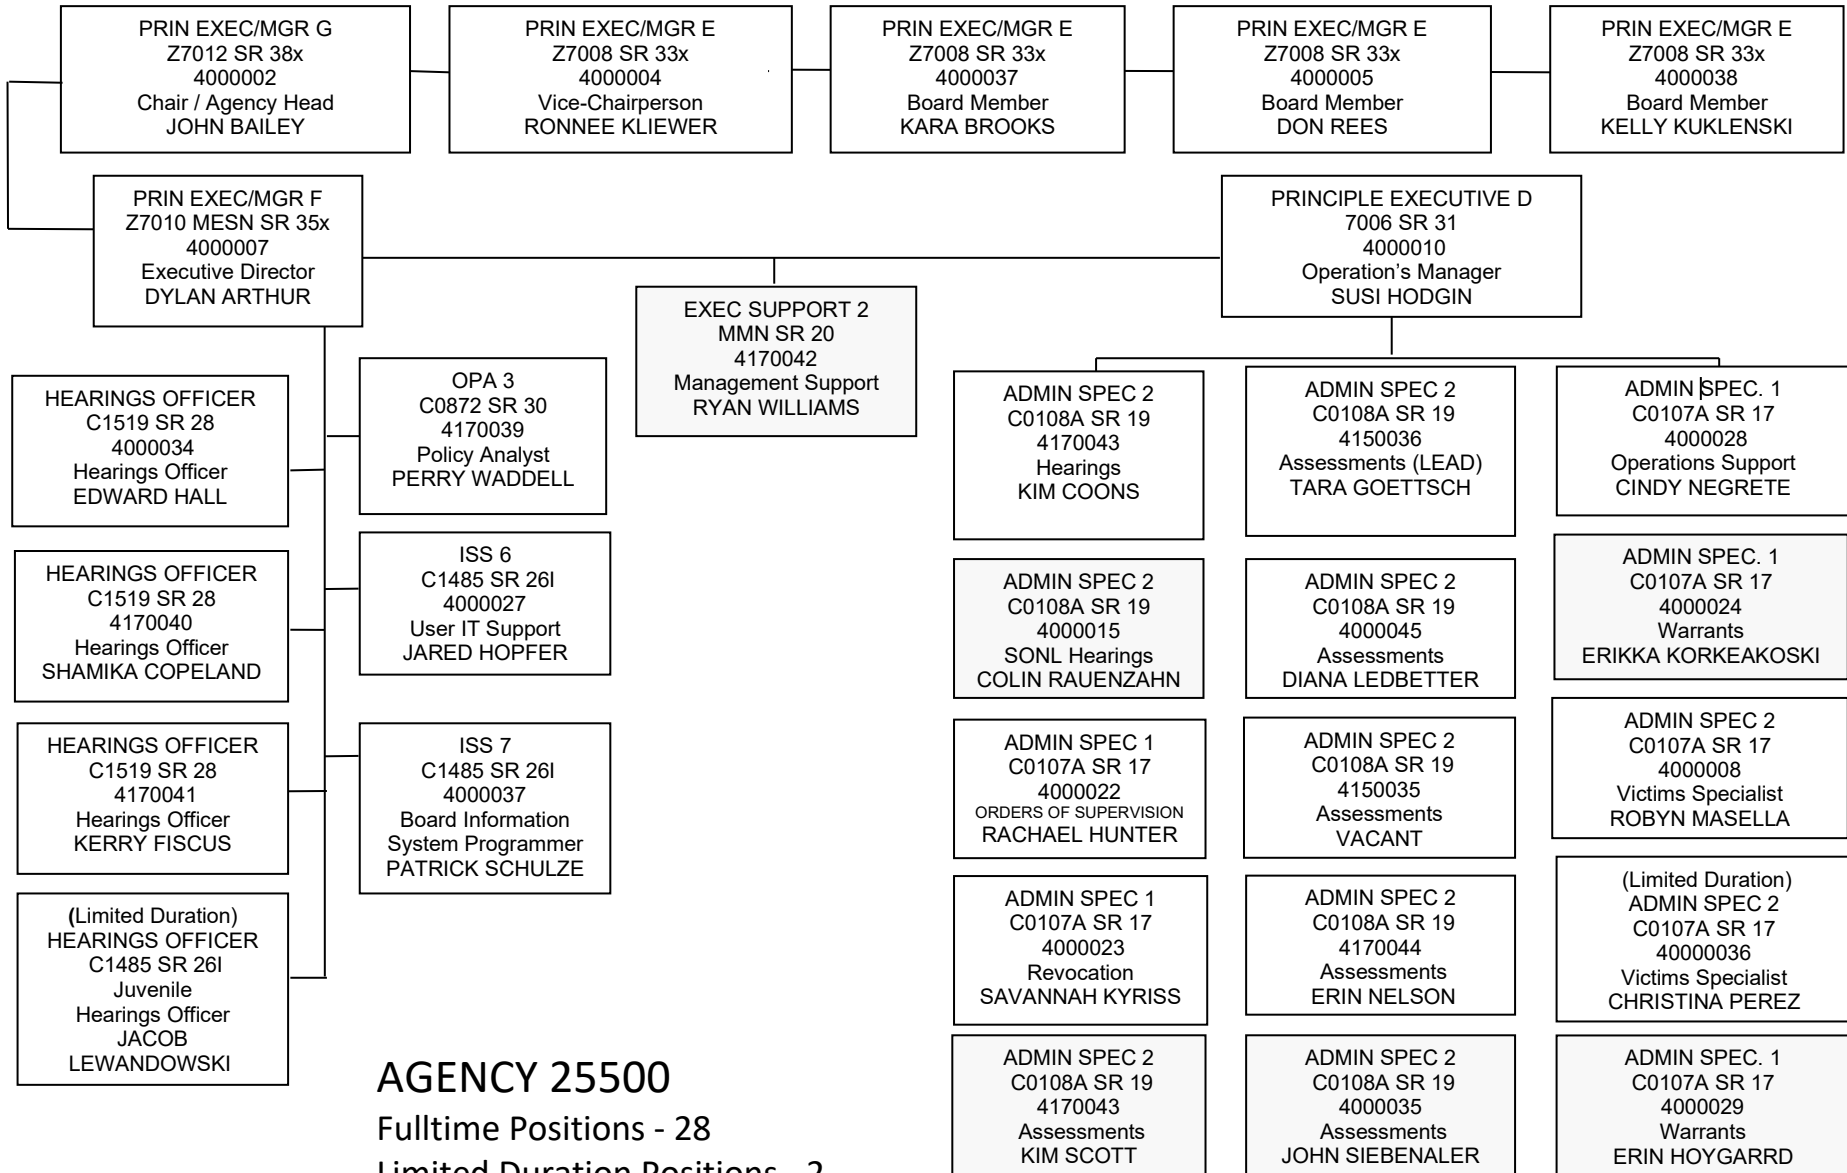 PRIN EXEC/MGR G
Z7012 SR 38x
4000002
Chair / Agency Head
JOHN BAILEY
PRIN EXEC/MGR E
Z7008 SR 33x
4000004
Vice-Chairperson
RONNEE KLIEWER
PRIN EXEC/MGR E
Z7008 SR 33x
4000037
Board Member
KARA BROOKS
PRIN EXEC/MGR E
Z7008 SR 33x
4000005
Board Member
DON REES
PRIN EXEC/MGR E
Z7008 SR 33x
4000038
Board Member
KELLY KUKLENSKI
PRIN EXEC/MGR F
Z7010 MESN SR 35x
4000007
Executive Director
DYLAN ARTHUR
PRINCIPLE EXECUTIVE D
7006 SR 31
4000010
Operation’s Manager
SUSI HODGIN
EXEC SUPPORT 2
MMN SR 20
4170042
Management Support
RYAN WILLIAMS
HEARINGS OFFICER
C1519 SR 28
4000034
Hearings Officer
EDWARD HALL
HEARINGS OFFICER
C1519 SR 28
4170040
Hearings Officer
SHAMIKA COPELAND
HEARINGS OFFICER
C1519 SR 28
4170041
Hearings Officer
KERRY FISCUS
(Limited Duration)
HEARINGS OFFICER
C1485 SR 26I
Juvenile
Hearings Officer
JACOB
LEWANDOWSKI
OPA 3
C0872 SR 30
4170039
Policy Analyst
PERRY WADDELL
ISS 6
C1485 SR 26I
4000027
User IT Support
JARED HOPFER
ISS 7
C1485 SR 26I
4000037
Board Information
System Programmer
PATRICK SCHULZE
ADMIN SPEC 2
C0108A SR 19
4170043
Hearings
KIM COONS
ADMIN SPEC 2
C0108A SR 19
4000015
SONL Hearings
COLIN RAUENZAHN
ADMIN SPEC 1
C0107A SR 17
4000022
ORDERS OF SUPERVISION
RACHAEL HUNTER
ADMIN SPEC 1
C0107A SR 17
4000023
Revocation
SAVANNAH KYRISS
ADMIN SPEC 2
C0108A SR 19
4170043
Assessments
KIM SCOTT
ADMIN SPEC 2
C0108A SR 19
4150036
Assessments (LEAD)
TARA GOETTSCH
ADMIN SPEC 2
C0108A SR 19
4000045
Assessments
DIANA LEDBETTER
ADMIN SPEC 2
C0108A SR 19
4150035
Assessments
VACANT
ADMIN SPEC 2
C0108A SR 19
4170044
Assessments
ERIN NELSON
ADMIN SPEC 2
C0108A SR 19
4000035
Assessments
JOHN SIEBENALER
ADMIN SPEC. 1
C0107A SR 17
4000028
Operations Support
CINDY NEGRETE
ADMIN SPEC. 1
C0107A SR 17
4000024
Warrants
ERIKKA KORKEAKOSKI
ADMIN SPEC 2
C0107A SR 17
4000008
Victims Specialist
ROBYN MASELLA
(Limited Duration)
ADMIN SPEC 2
C0107A SR 17
40000036
Victims Specialist
CHRISTINA PEREZ
ADMIN SPEC. 1
C0107A SR 17
4000029
Warrants
ERIN HOYGARRD
AGENCY 25500
Fulltime Positions - 28
Limited Duration Positions - 2